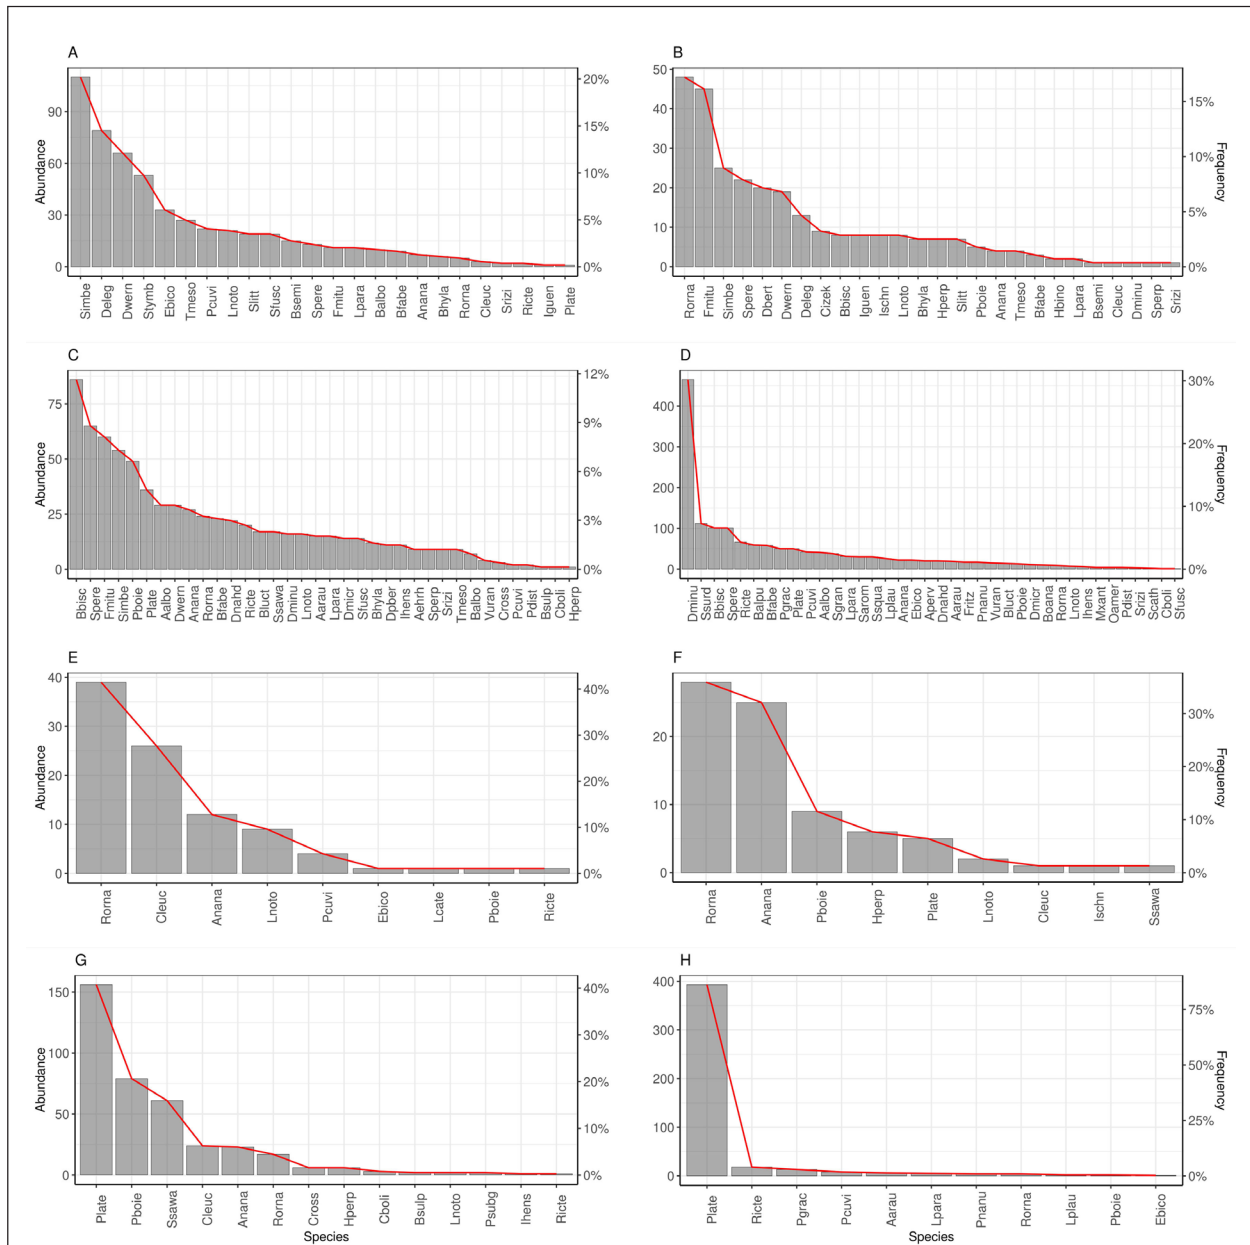 A
Abundance
90
60
30
0
20%
15%
10%
5%
0%
Simbe Deleg Dwern Stymb Ebico Tmeso Pcuvi Lnoto Slitt Sfusc Bsemi Spere Fmitu Lpara Balbo Bfabe Anana Bhyla Rorna Cleuc Srizi Ricte Iguen Plate
B
50
40
30
20
10
0
15%
10%
5%
0%
Frequency
Rorna Fmitu Simbe Spere Dbert Dwern Deleg Cizek Bbisc Iguen Ischn Lnoto Bhyla Hperp Slitt Pboie Anana Tmeso Bfabe Hbino Lpara Bsemi Cleuc Dminu Sperp Srizi
C
Abundance
75
50
25
0
12%
9%
6%
3%
0%
Bbisc Spere Fmitu Simbe Pboie Plate Aalbo Dwern Anana Rorna Bfabe Dnahd Ricte Bluct Ssawa Dminu Lnoto Aarau Dmicr Sfusc Bhyla Dpber Ihens Aehrh Sperp Srizi Tmeso Balbo Vuran Cross Pcuvi Pdist Bsulp Cboli Hperp
D
400
300
200
100
0
30%
20%
10%
0%
Frequency
Dminu Ssurd Bbisc Spere Ricte Balpu Bfabe Pgrac Plate Pcuvi Aalbo Sgran Lpara Sarom Ssqua Lplau Anana Ebico Aperv Dnahd Aarau Fritz Pnanu Vuran Bluct Pboie Dmicr Boana Rorna Lnoto Ihens Mxant Oamer Pdist Srizi Scath Cboli Sfusc
E
Abundance
40
30
20
10
0
40%
30%
20%
10%
0%
Rorna Cleuc Anana Lnoto Pcuvi Ebico Lcate Pboie Ricte
F
20
10
0
30%
20%
10%
0%
Frequency
Rorna Anana Pboie Hperp Plate Lnoto Cleuc Ischn Ssawa
G
Abundance
150
100
50
0
40%
30%
20%
10%
0%
Plate Pboie Ssawa Cleuc Anana Rorna Cross Hperp Cboli Bsulp Lnoto Psubg Ihens Ricte
Species
H
400
300
200
100
0
75%
50%
25%
0%
Frequency
Plate Ricte Pgrac Pcuvi Aarau Lpara Pnanu Rorna Lplau Pboie Ebico
Species